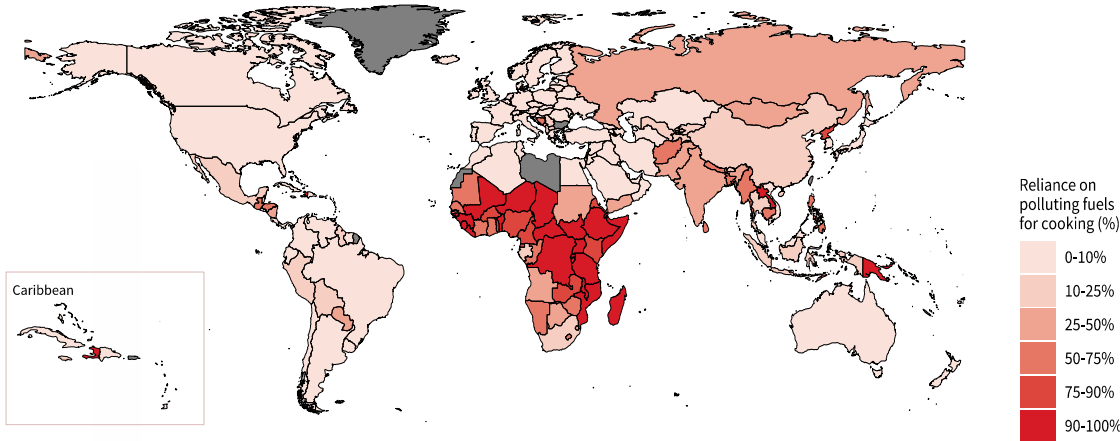 Caribbean
Reliance on
polluting fuels
for cooking (%)
0-10%
10-25%
25-50%
50-75%
75-90%
90-100%